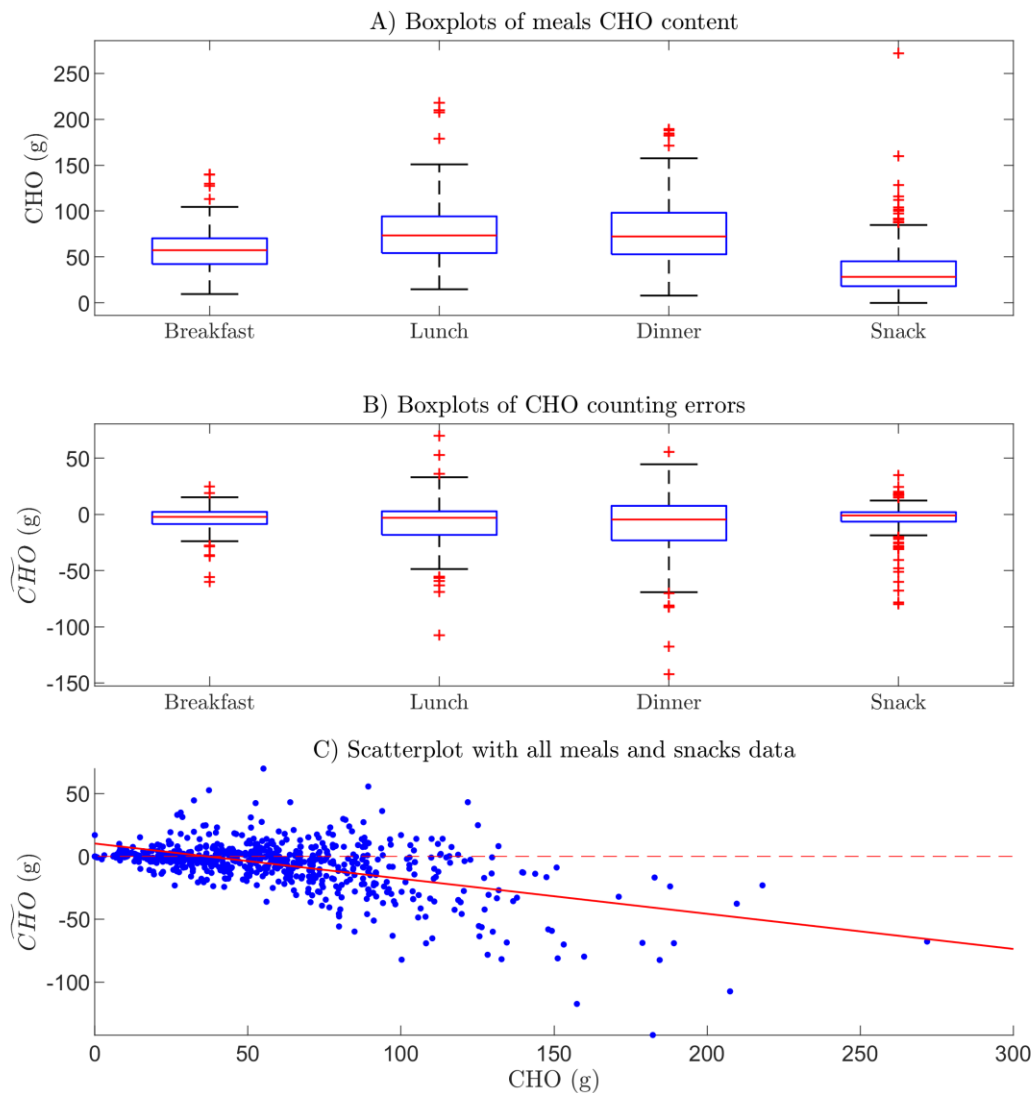 A) Boxplots of meals CHO content
CHO (g)
250
200
150
100
50
0
Breakfast Lunch Dinner Snack
B) Boxplots of CHO counting errors
C͠H͠O͠ (g)
50
0
-50
-100
-150
Breakfast Lunch Dinner Snack
C) Scatterplot with all meals and snacks data
C͠H͠O͠ (g)
50
0
-50
-100
0 50 100 150 200 250 300
CHO (g)